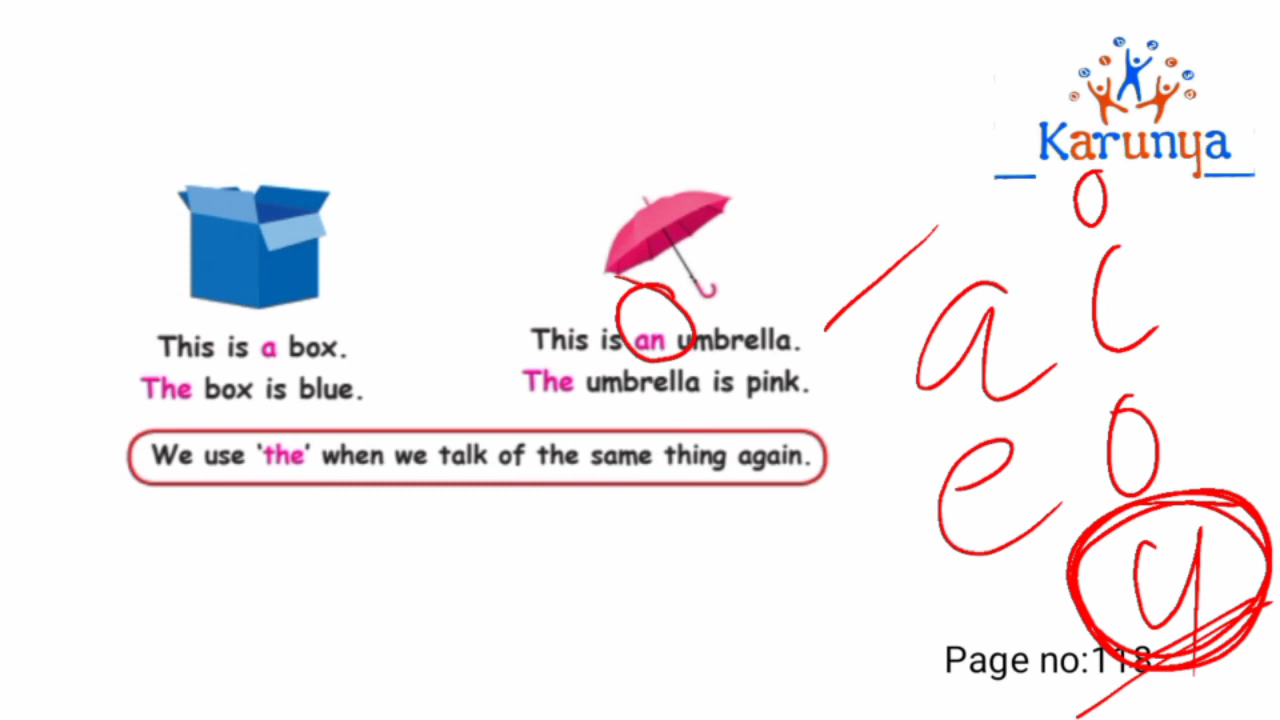 Karunya
This is a box.
The box is blue.
This is an umbrella.
The umbrella is pink.
We use 'the' when we talk of the same thing again.
a
i
e
o
u
Page no:118